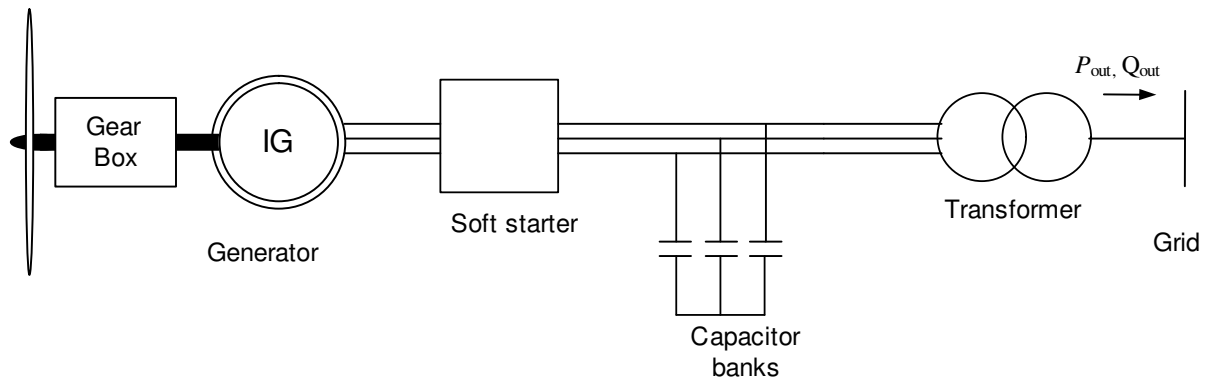 Gear
Box
IG
Generator
Soft starter
Capacitor
banks
Transformer
Pout, Qout
Grid